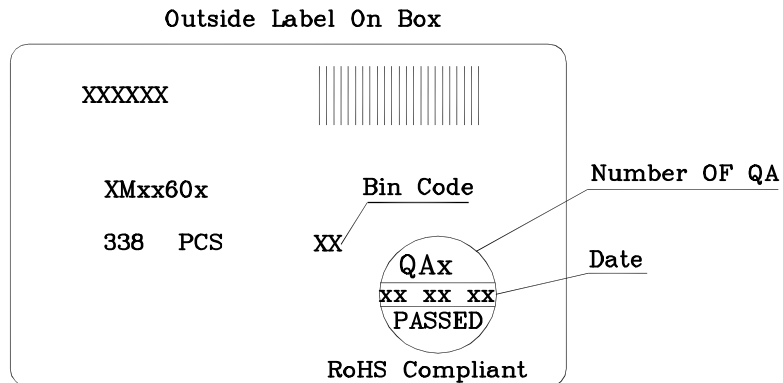 Outside Label On Box
XXXXXX
XMxx60x
Bin Code
Number OF QA
338 PCS
XX
QAx
Date
xx xx xx
PASSED
RoHS Compliant